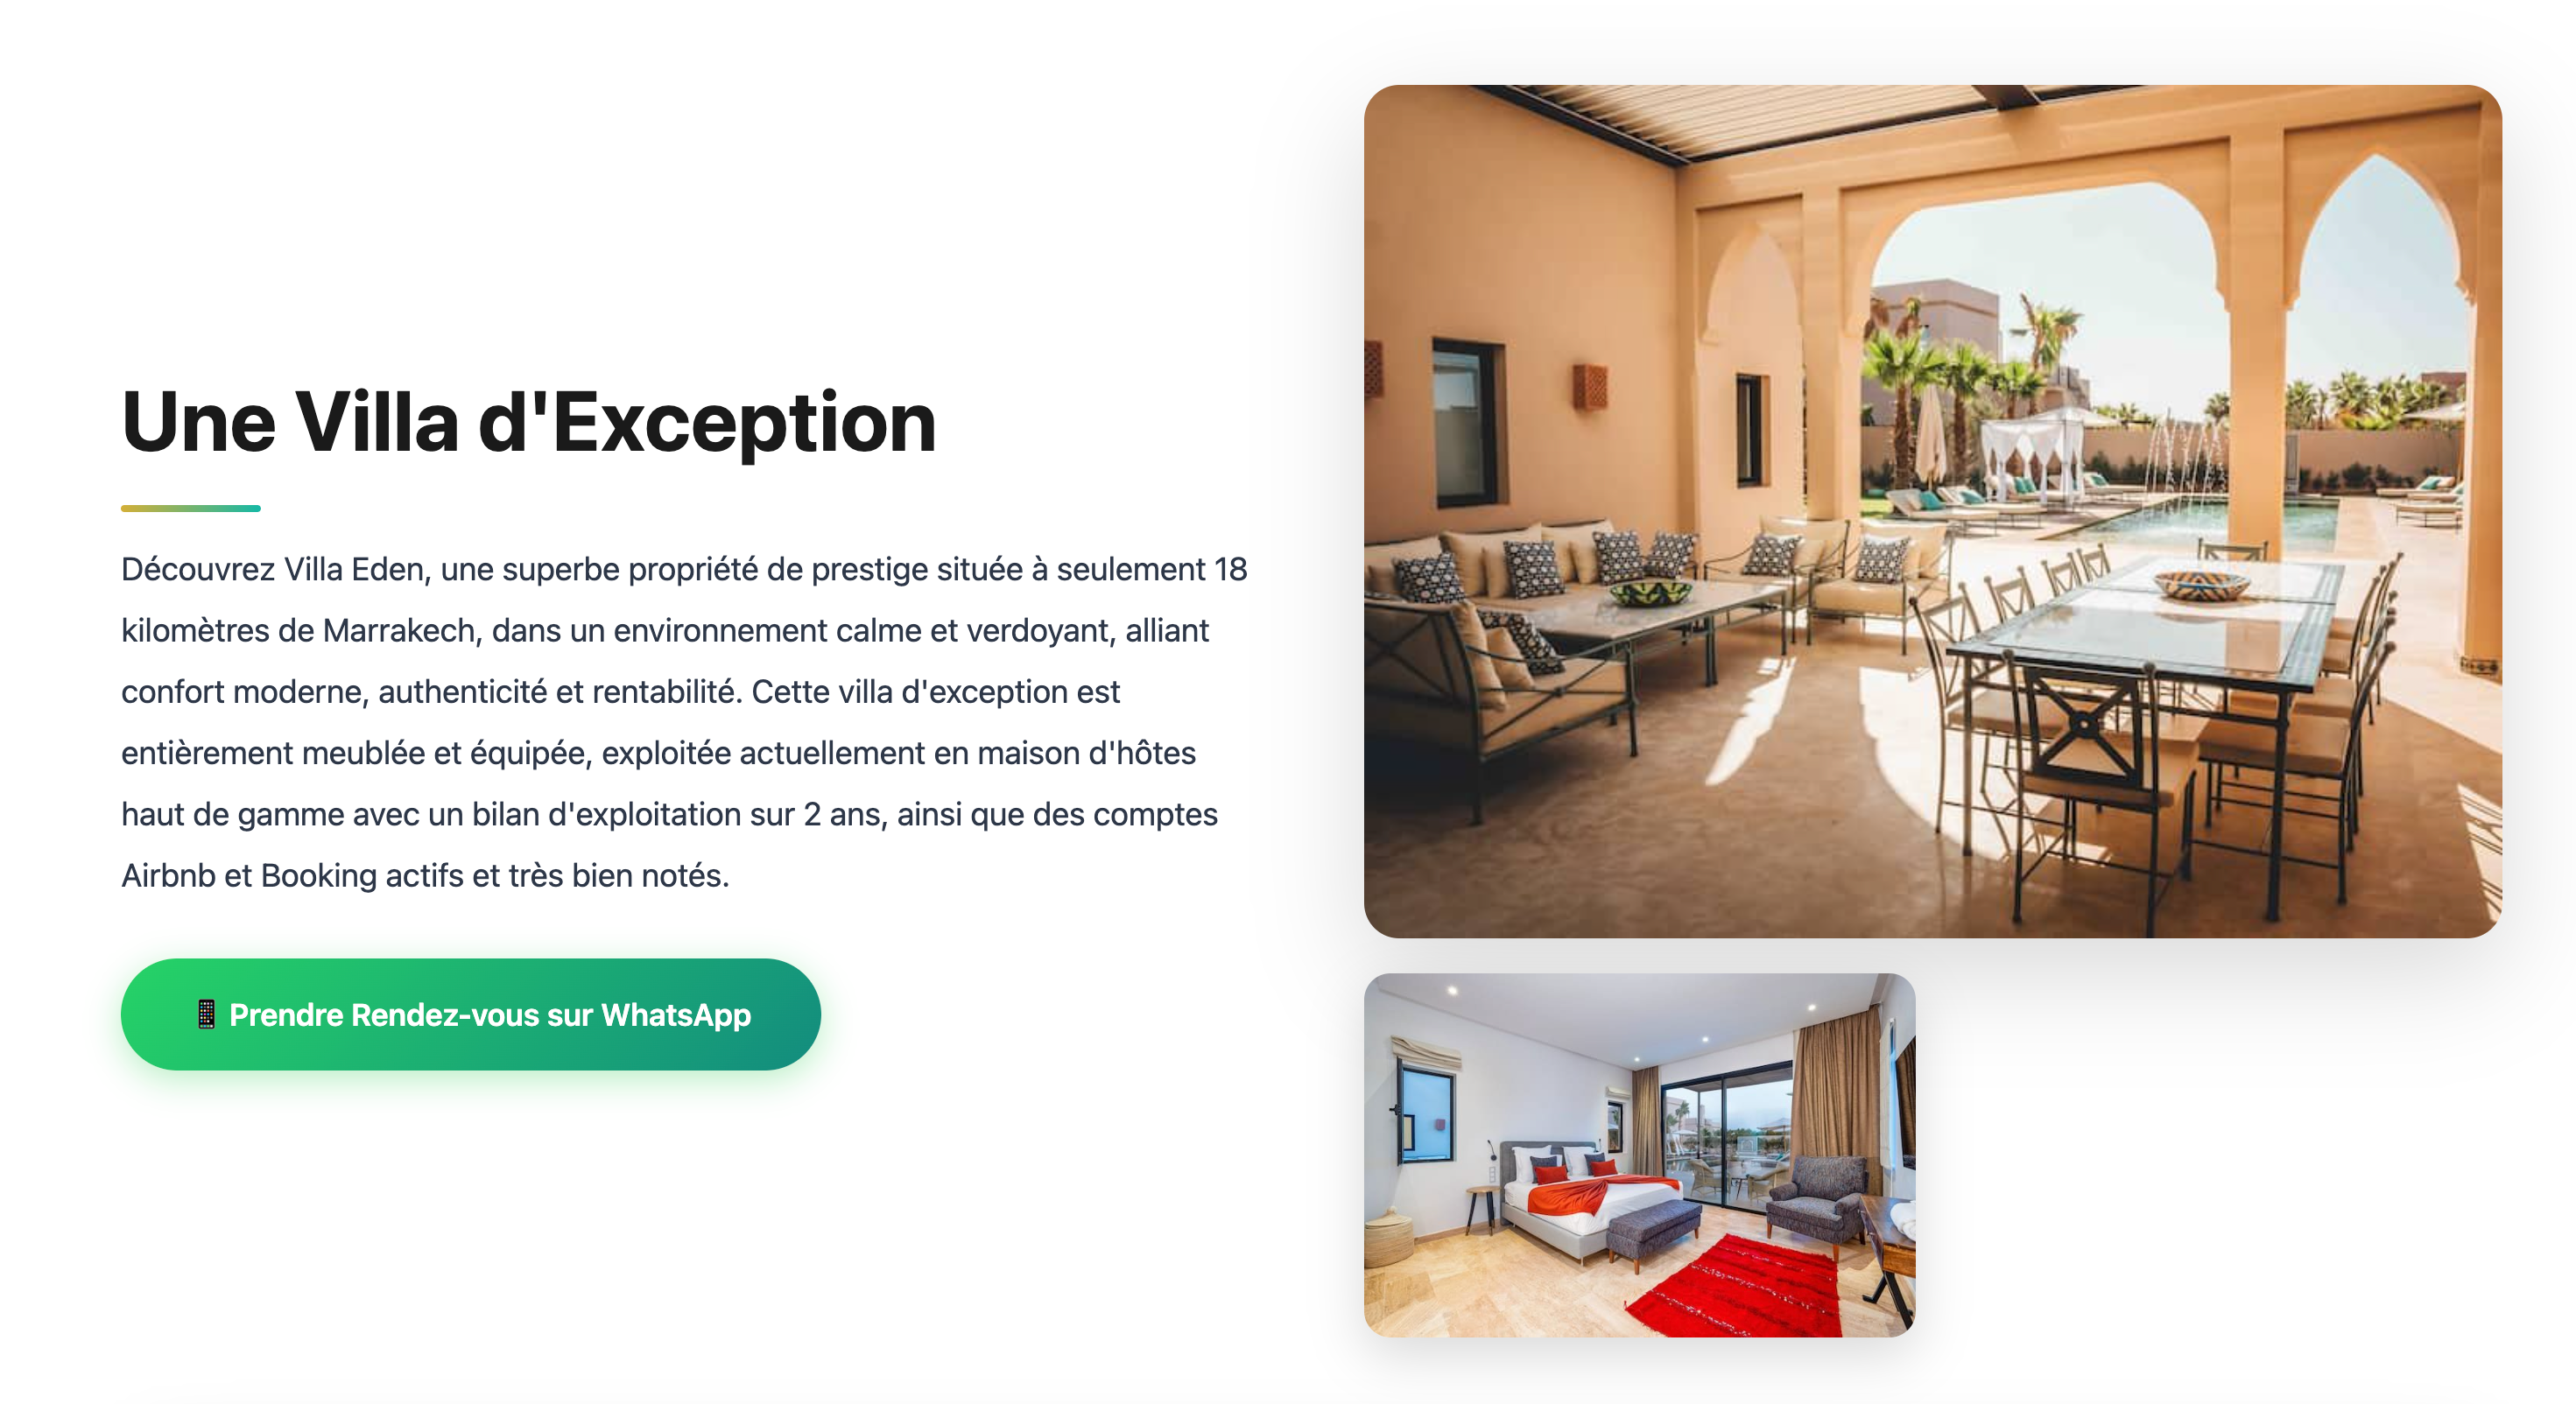 Une Villa d'Exception
Découvrez Villa Eden, une superbe propriété de prestige située à seulement 18
kilomètres de Marrakech, dans un environnement calme et verdoyant, alliant
confort moderne, authenticité et rentabilité. Cette villa d'exception est
entièrement meublée et équipée, exploitée actuellement en maison d'hôtes
haut de gamme avec un bilan d'exploitation sur 2 ans, ainsi que des comptes
Airbnb et Booking actifs et très bien notés.
📱 Prendre Rendez-vous sur WhatsApp